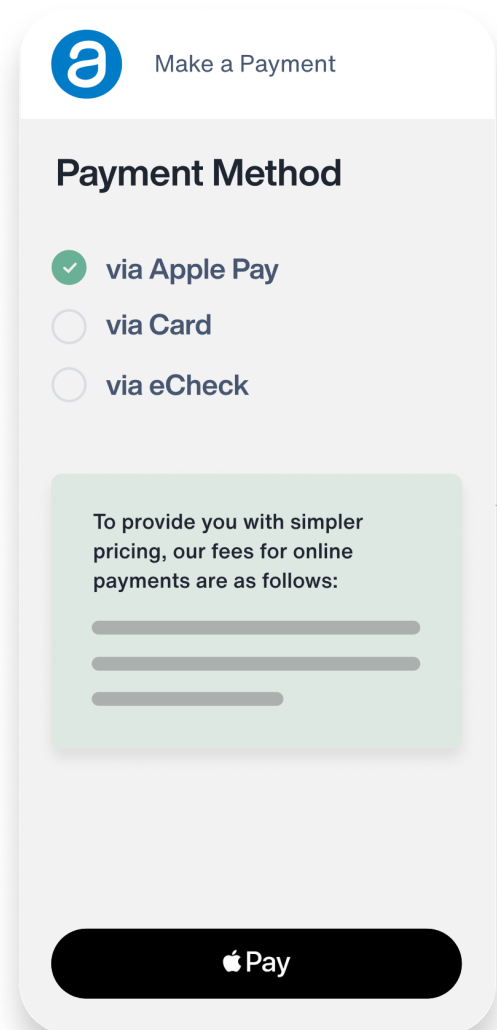 a
Make a Payment
Payment Method
via Apple Pay
via Card
via eCheck
To provide you with simpler
pricing, our fees for online
payments are as follows:
Pay